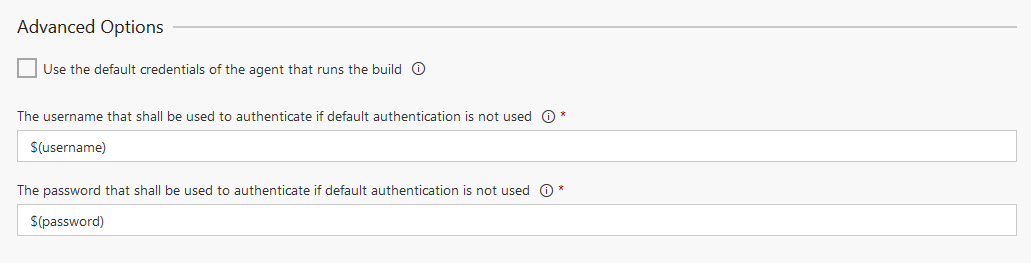 Advanced Options
Use the default credentials of the agent that runs the build
The username that shall be used to authenticate if default authentication is not used *
$(username)
The password that shall be used to authenticate if default authentication is not used *
$(password)